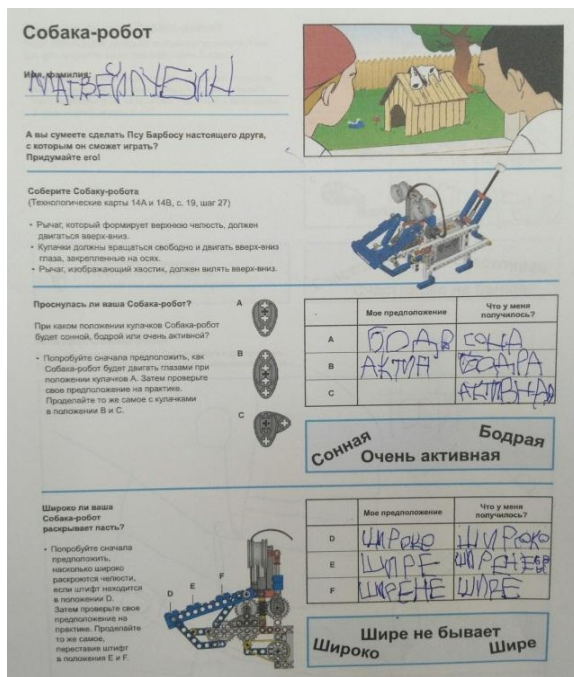 Собака-робот
Имя, фамилия:
МАТВЕЙ ЛУБИН
А вы сумеете сделать Псу Барбосу настоящего друга,
с которым он сможет играть?
Придумайте его!
Соберите Собаку-робота
(Технологические карты 14А и 14В, с. 19, шаг 27)
• Рычаг, который формирует верхнюю челюсть, должен
двигаться вверх-вниз.
• Кулачки должны вращаться свободно и двигать вверх-вниз
глаза, закрепленные на осях.
• Рычаг, изображающий хвостик, должен вилять вверх-вниз.
Проснулась ли ваша Собака-робот?
При каком положении кулачков Собака-робот
будет сонной, бодрой или очень активной?
• Попробуйте сначала предположить, как
Собака-робот будет двигать глазами при
положении кулачков А. Затем проверьте
свое предположение на практике.
Проделайте то же самое с кулачками
в положении В и С.
A
B
C
Мое предположение
Что у меня
получилось?
A БОДР СОНА
B АКТИА БОДРА
C АКТВНАЯ
Сонная
Бодрая
Очень активная
Широко ли ваша
Собака-робот
раскрывает пасть?
• Попробуйте сначала
предположить,
насколько широко
раскроются челюсти,
если штифт находится
в положении D.
Затем проверьте свое
предположение на
практике. Проделайте
то же самое,
переставив штифт
в положения E и F.
D
E
F
Мое предположение
Что у меня
получилось?
D ШИРОКО ШИРОКО
E ШИРЕ ШИРЕНЕБЫ
F ШИРЕНЕ ШИРЕ
Шире не бывает
Широко
Шире